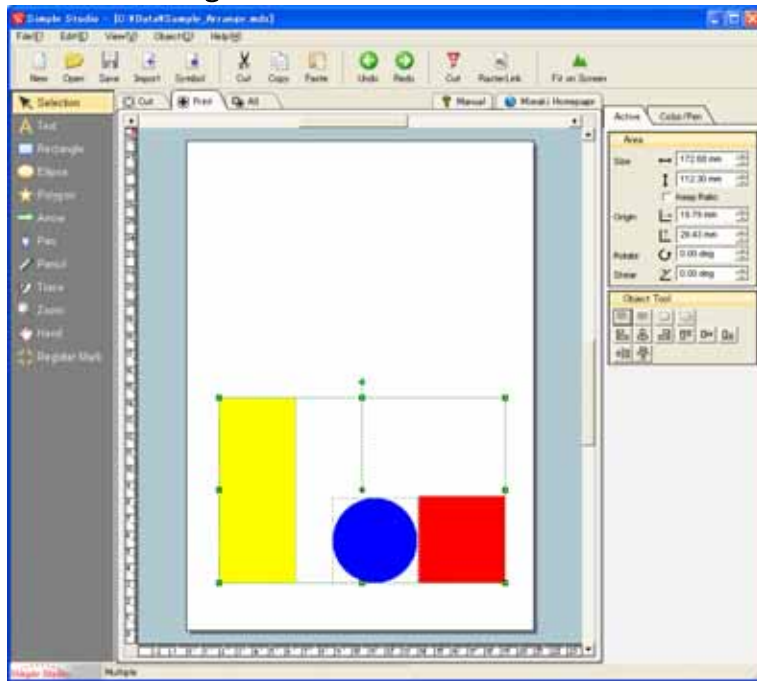 Simple Studio - [D:¥Data¥Sample_Arrange.mds]
File(F) Edit(E) View(V) Object(O) Help(H)
New Open Save Import Symbol Cut Copy Paste Undo Redo Cut RasterLink Fit on Screen
Selection
Cut Print All
Manual Mimaki Homepage
Active Color/Pen
Text
Rectangle
Ellipse
Polygon
Arrow
Pen
Pencil
Trace
Zoom
Hand
Register Mark
Area
Size 172.68 mm
112.30 mm
Keep Ratio
Origin 19.79 mm
29.43 mm
Rotate 0.00 deg
Shear 0.00 deg
Object Tool
Simple Studio Multiple